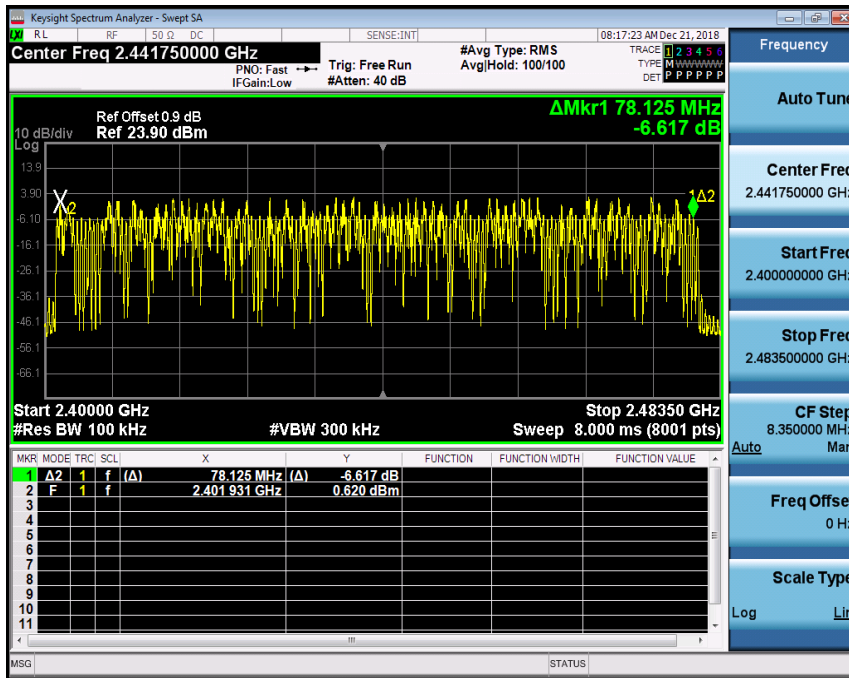 Keysight Spectrum Analyzer - Swept SA
LXI RL RF 50 Ω DC SENSE:INT 08:17:23 AM Dec 21, 2018
Center Freq 2.441750000 GHz
PNO: Fast
IFGain:Low
Trig: Free Run
#Atten: 40 dB
#Avg Type: RMS
Avg|Hold: 100/100
TRACE 1 2 3 4 5 6
TYPE M W W W W W
DET P P P P P P
Ref Offset 0.9 dB
Ref 23.90 dBm
10 dB/div
Log
ΔMkr1 78.125 MHz
-6.617 dB
13.9
3.90
-6.10
-16.1
-26.1
-36.1
-46.1
-56.1
-66.1
X2
1Δ2
Start 2.40000 GHz Stop 2.48350 GHz
#Res BW 100 kHz #VBW 300 kHz Sweep 8.000 ms (8001 pts)
MKR MODE TRC SCL X Y FUNCTION FUNCTION WIDTH FUNCTION VALUE
1 Δ2 1 f (Δ) 78.125 MHz (Δ) -6.617 dB
2 F 1 f 2.401 931 GHz 0.620 dBm
3
4
5
6
7
8
9
10
11
MSG STATUS
Frequency
Auto Tune
Center Freq
2.441750000 GHz
Start Freq
2.400000000 GHz
Stop Freq
2.483500000 GHz
CF Step
8.350000 MHz
Auto Man
Freq Offset
0 Hz
Scale Type
Log Lin